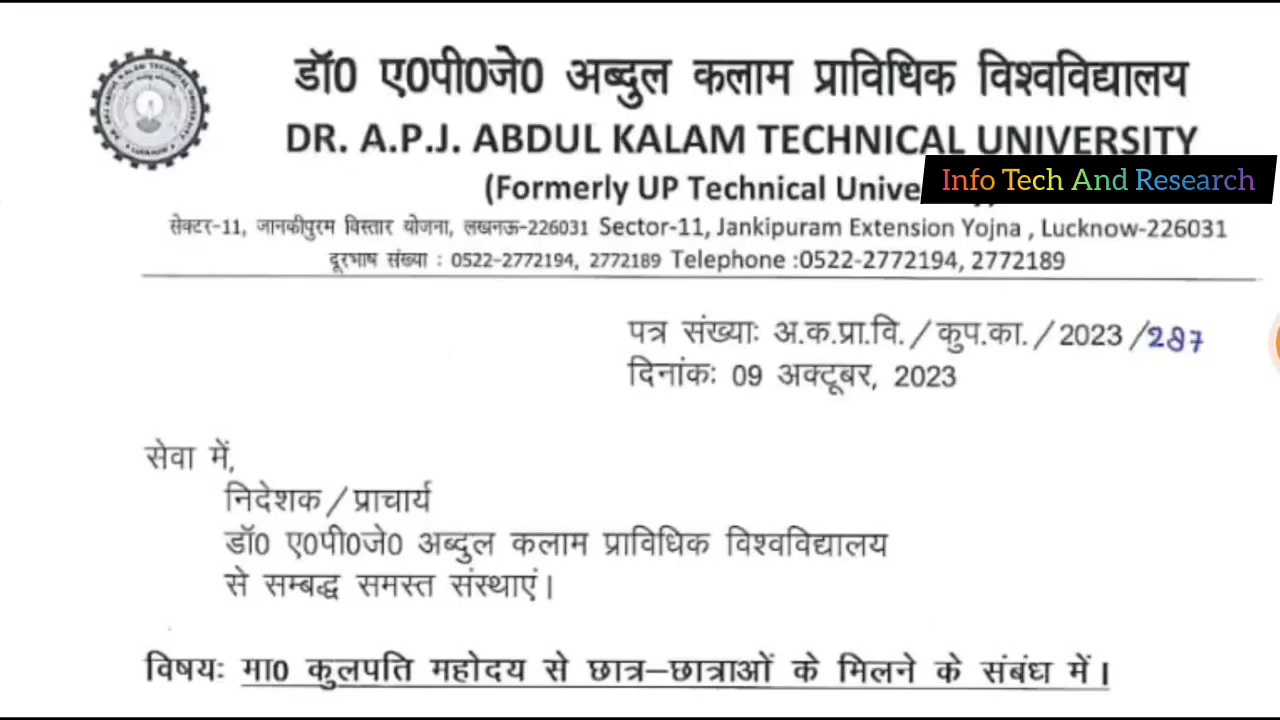 डॉ0 ए0पी0जे0 अब्दुल कलाम प्राविधिक विश्वविद्यालय
DR. A.P.J. ABDUL KALAM TECHNICAL UNIVERSITY
(Formerly UP Technical
Info Tech And Research
सेक्टर-11, जानकीपुरम विस्तार योजना, लखनऊ-226031 Sector-11, Jankipuram Extension Yojna , Lucknow-226031
दूरभाष संख्या : 0522-2772194, 2772189 Telephone :0522-2772194, 2772189
पत्र संख्याः अ.क.प्रा.वि./कुप.का./2023/287
दिनांकः 09 अक्टूबर, 2023
सेवा में,
निदेशक/प्राचार्य
डॉ0 ए0पी0जे0 अब्दुल कलाम प्राविधिक विश्वविद्यालय
से सम्बद्ध समस्त संस्थाएं।
विषयः मा0 कुलपति महोदय से छात्र-छात्राओं के मिलने के संबंध में।